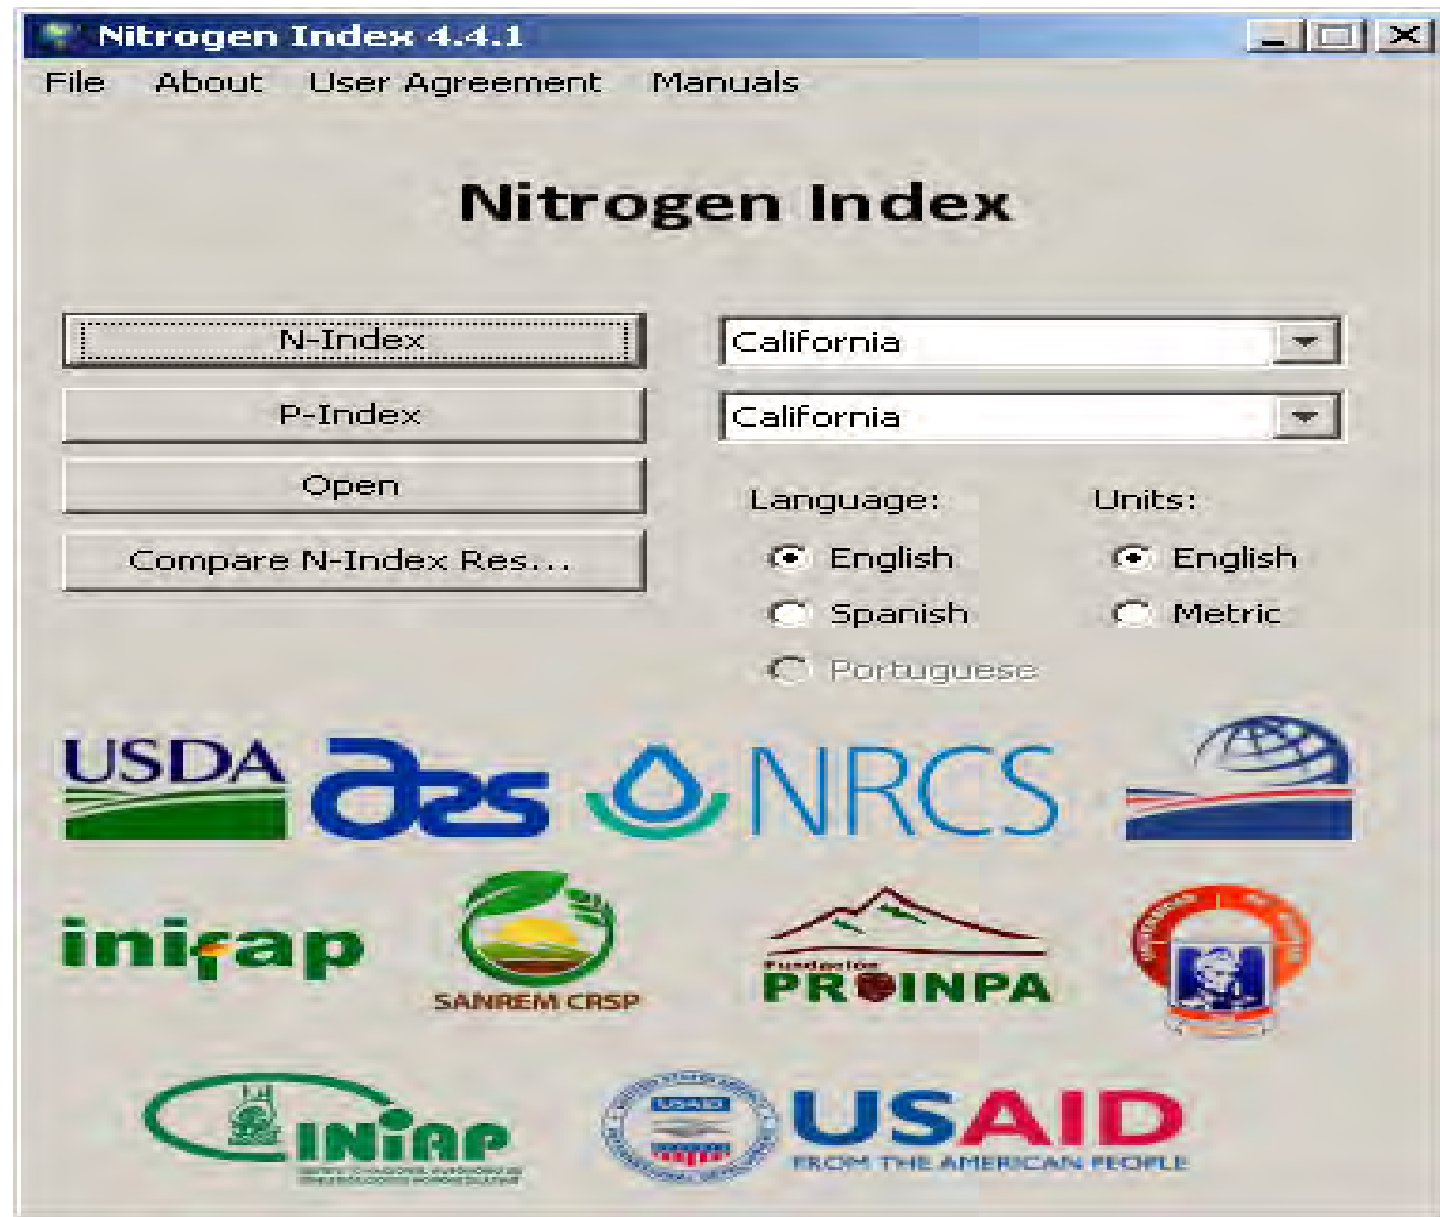 Nitrogen Index 4.4.1
File About User Agreement Manuals
Nitrogen Index
N-Index
California
P-Index
California
Open
Compare N-Index Res...
Language:
Units:
English
English
Spanish
Metric
Portuguese
USDA
ars
NRCS
inifap
SANREM CRSP
Fundación
PROINPA
INIAP
USAID
USAID
FROM THE AMERICAN PEOPLE